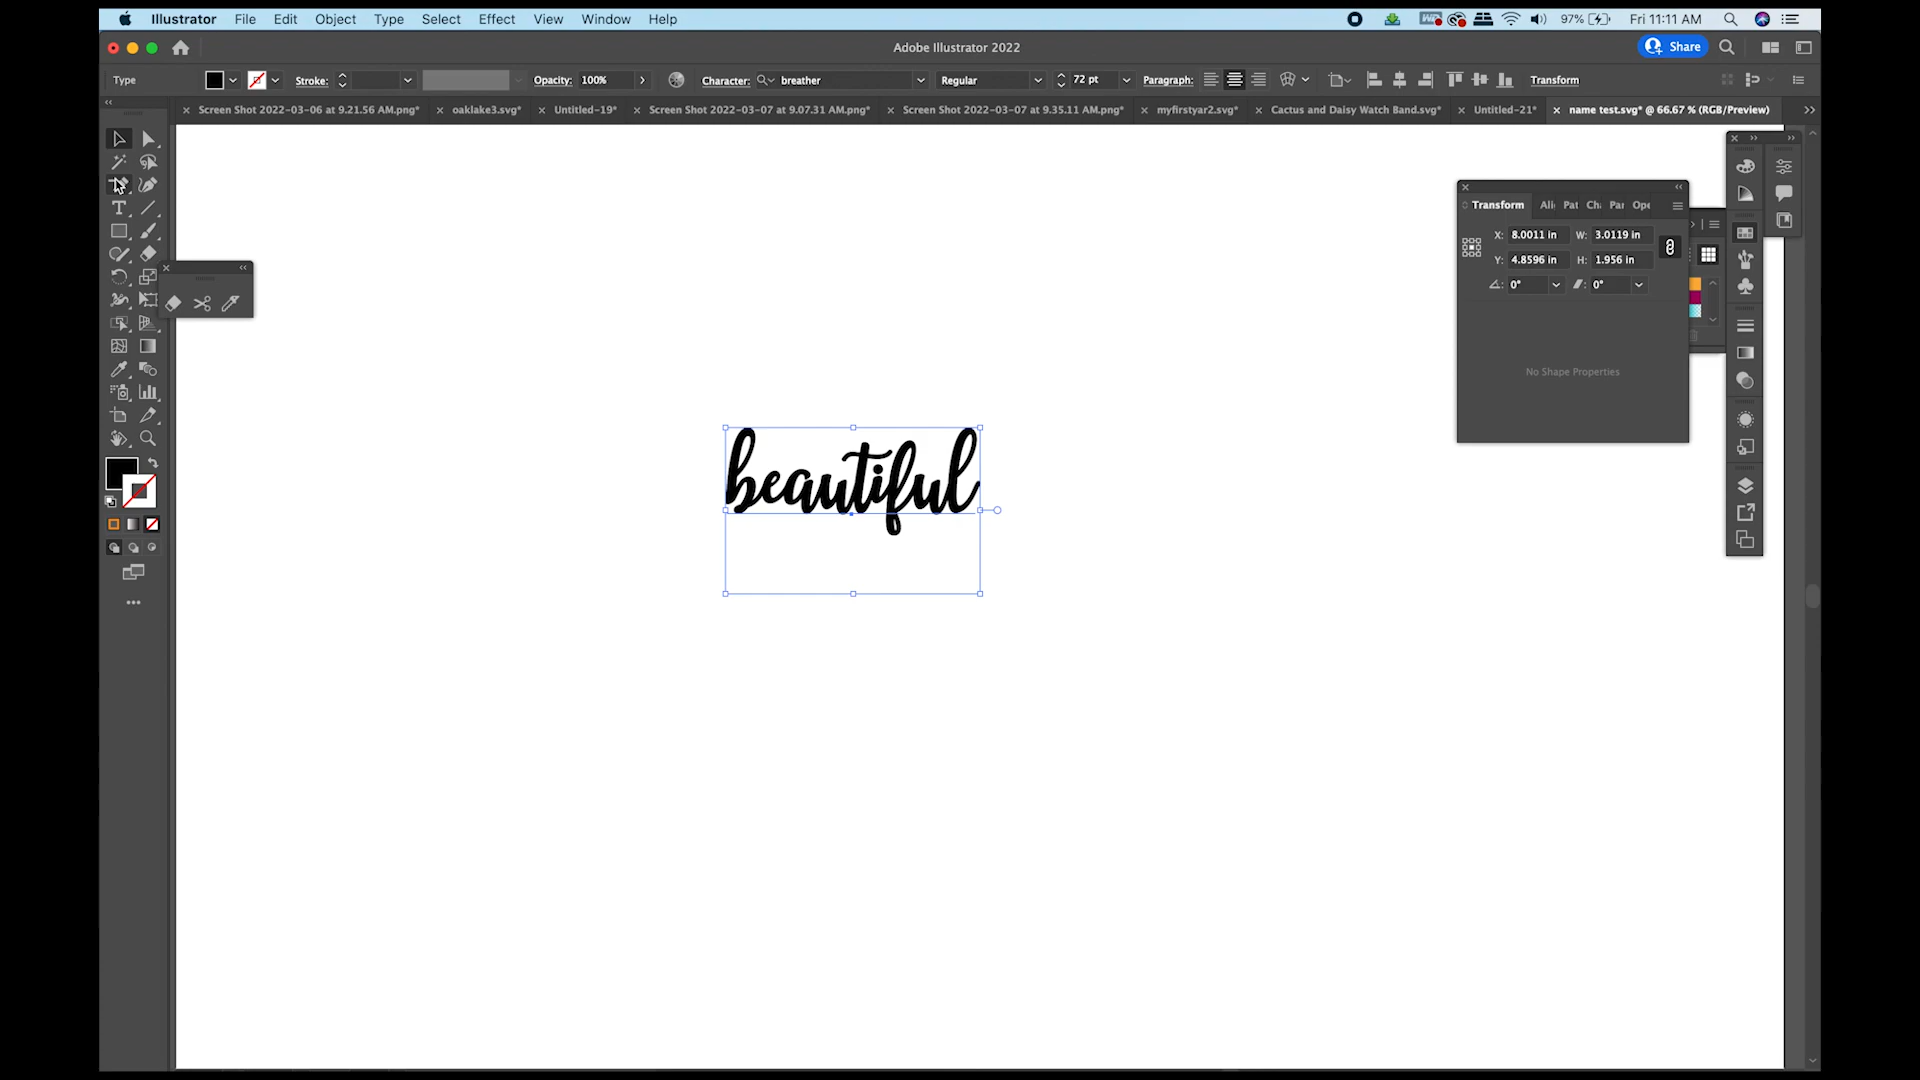 Illustrator File Edit Object Type Select Effect View Window Help 97% Fri 11:11 AM
Adobe Illustrator 2022 Share
Type Stroke: Opacity: 100% Character: breather Regular 72 pt Paragraph: Transform
Screen Shot 2022-03-06 at 9.21.56 AM.png* oaklake3.svg* Untitled-19* Screen Shot 2022-03-07 at 9.07.31 AM.png* Screen Shot 2022-03-07 at 9.35.11 AM.png* myfirstyar2.svg* Cactus and Daisy Watch Band.svg* Untitled-21* name test.svg* @ 66.67 % (RGB/Preview)
Transform Ali Pat Cha Par Ope
X: 8.0011 in W: 3.0119 in
Y: 4.8596 in H: 1.956 in
0° 0°
No Shape Properties
beautiful